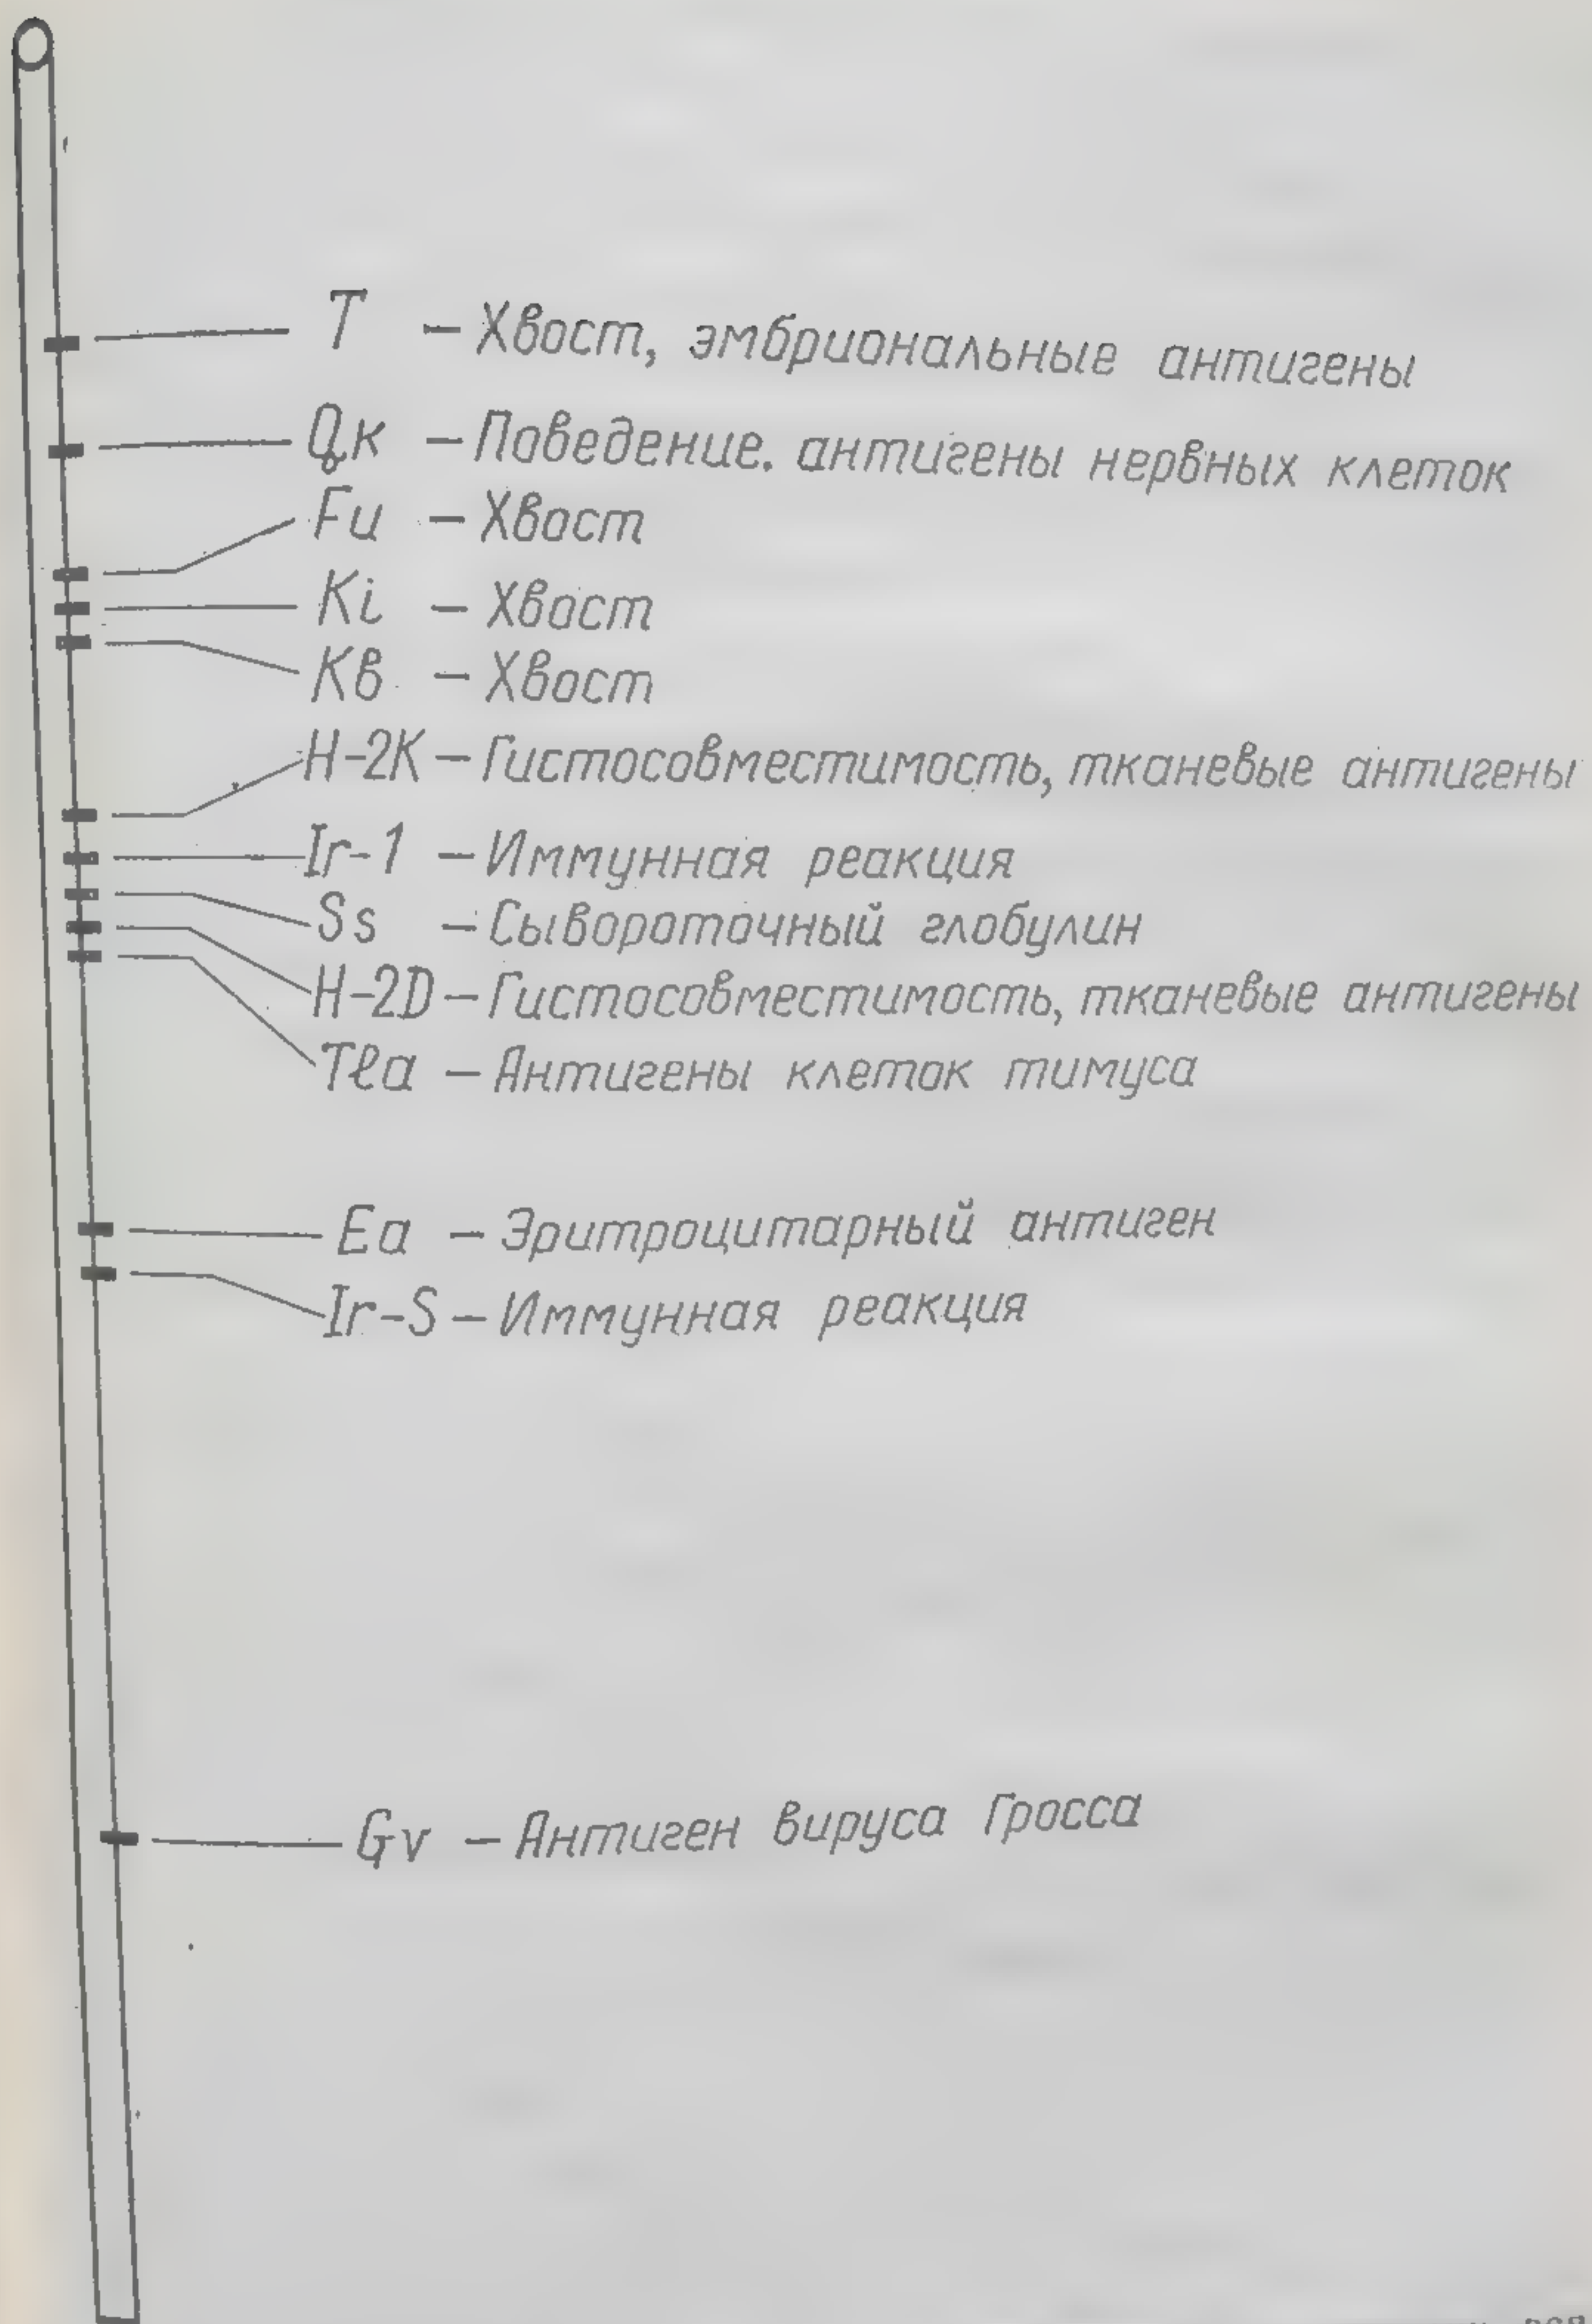 T – Хвост, эмбриональные антигены
Qк – Поведение. антигены нервных клеток
Fu – Хвост
Ki – Хвост
Кв – Хвост
H-2K – Гистосовместимость, тканевые антигены
Ir-1 – Иммунная реакция
Ss – Сывороточный глобулин
H-2D – Гистосовместимость, тканевые антигены
Tla – Антигены клеток тимуса
Ea – Эритроцитарный антиген
Ir-S – Иммунная реакция
Gv – Антиген вируса Гросса